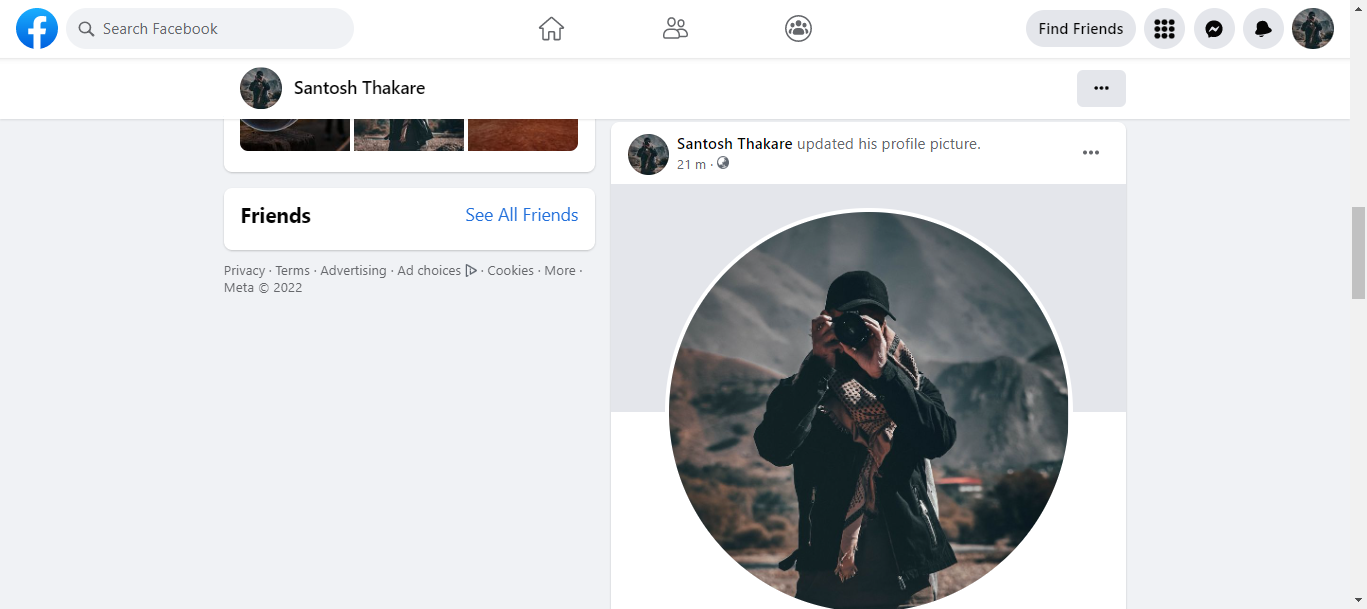 Search Facebook
Find Friends
Santosh Thakare
Santosh Thakare updated his profile picture.
21 m ·
Friends
See All Friends
Privacy · Terms · Advertising · Ad choices · Cookies · More ·
Meta © 2022